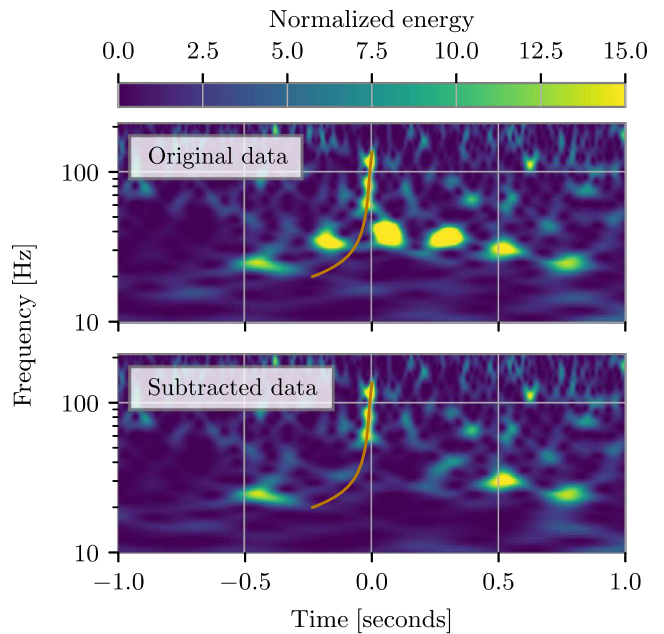 Normalized energy
0.0 2.5 5.0 7.5 10.0 12.5 15.0
Original data
100
10
Frequency [Hz]
Subtracted data
100
10
−1.0 −0.5 0.0 0.5 1.0
Time [seconds]